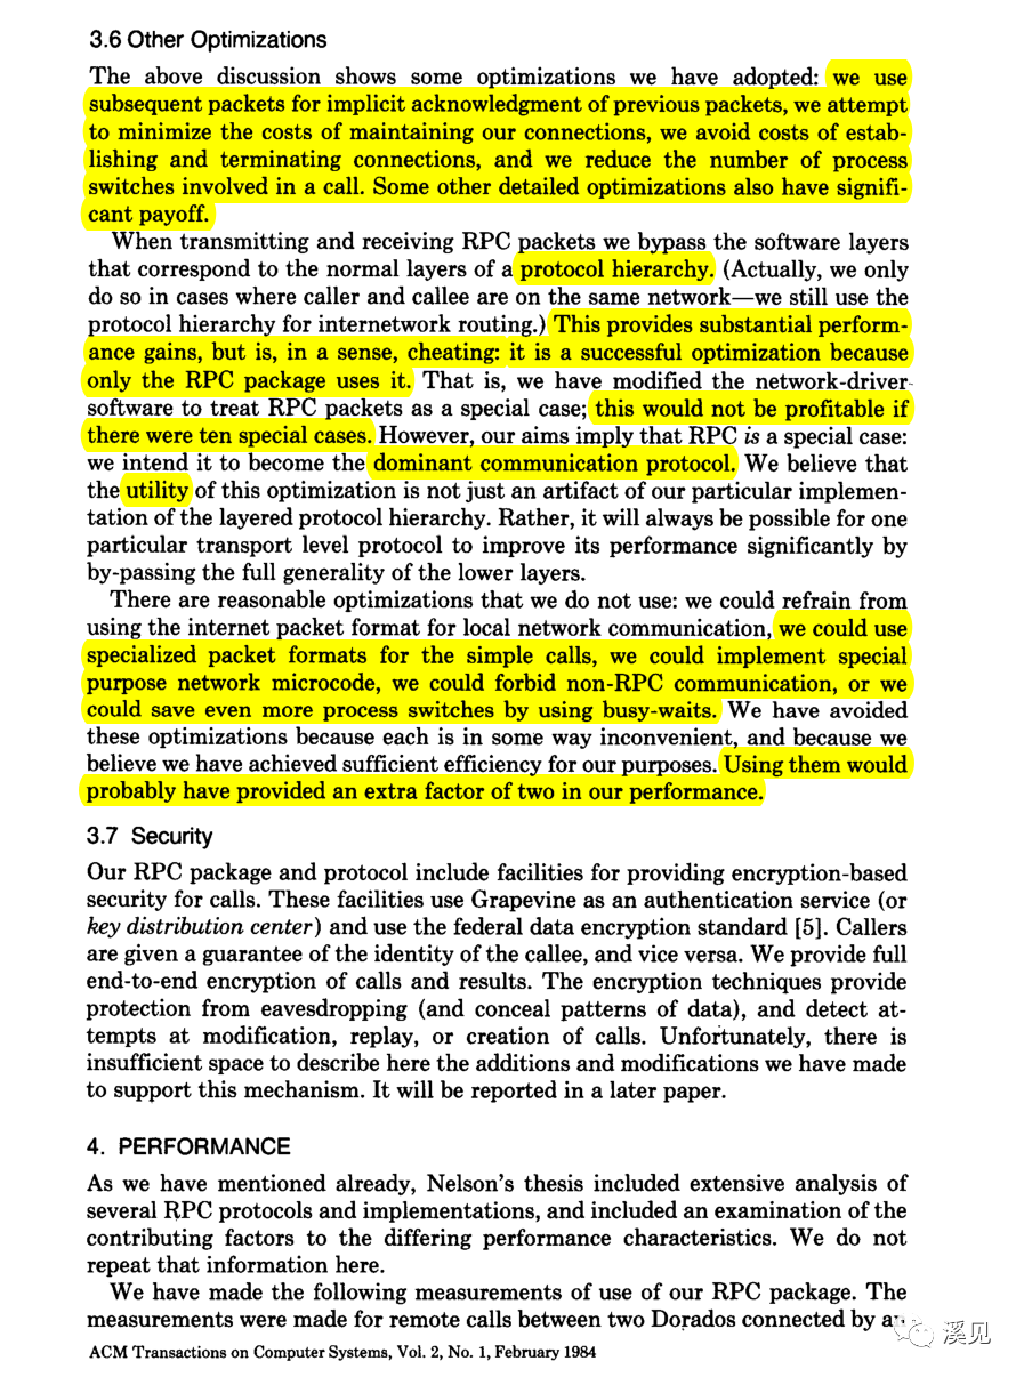 3.6 Other Optimizations
The above discussion shows some optimizations we have adopted: we use
subsequent packets for implicit acknowledgment of previous packets, we attempt
to minimize the costs of maintaining our connections, we avoid costs of estab-
lishing and terminating connections, and we reduce the number of process
switches involved in a call. Some other detailed optimizations also have signifi-
cant payoff.
When transmitting and receiving RPC packets we bypass the software layers
that correspond to the normal layers of a protocol hierarchy. (Actually, we only
do so in cases where caller and callee are on the same network—we still use the
protocol hierarchy for internetwork routing.) This provides substantial perform-
ance gains, but is, in a sense, cheating: it is a successful optimization because
only the RPC package uses it. That is, we have modified the network-driver
software to treat RPC packets as a special case; this would not be profitable if
there were ten special cases. However, our aims imply that RPC is a special case:
we intend it to become the dominant communication protocol. We believe that
the utility of this optimization is not just an artifact of our particular implemen-
tation of the layered protocol hierarchy. Rather, it will always be possible for one
particular transport level protocol to improve its performance significantly by
by-passing the full generality of the lower layers.
There are reasonable optimizations that we do not use: we could refrain from
using the internet packet format for local network communication, we could use
specialized packet formats for the simple calls, we could implement special
purpose network microcode, we could forbid non-RPC communication, or we
could save even more process switches by using busy-waits. We have avoided
these optimizations because each is in some way inconvenient, and because we
believe we have achieved sufficient efficiency for our purposes. Using them would
probably have provided an extra factor of two in our performance.
3.7 Security
Our RPC package and protocol include facilities for providing encryption-based
security for calls. These facilities use Grapevine as an authentication service (or
key distribution center) and use the federal data encryption standard [5]. Callers
are given a guarantee of the identity of the callee, and vice versa. We provide full
end-to-end encryption of calls and results. The encryption techniques provide
protection from eavesdropping (and conceal patterns of data), and detect at-
tempts at modification, replay, or creation of calls. Unfortunately, there is
insufficient space to describe here the additions and modifications we have made
to support this mechanism. It will be reported in a later paper.
4. PERFORMANCE
As we have mentioned already, Nelson's thesis included extensive analysis of
several RPC protocols and implementations, and included an examination of the
contributing factors to the differing performance characteristics. We do not
repeat that information here.
We have made the following measurements of use of our RPC package. The
measurements were made for remote calls between two Dorados connected by
ACM Transactions on Computer Systems, Vol. 2, No. 1, February 1984
溪见